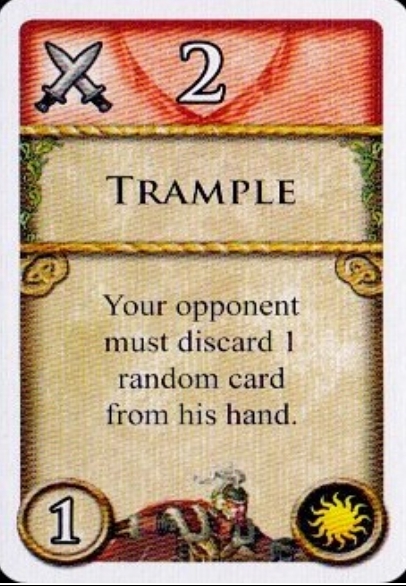 2
TRAMPLE
Your opponent
must discard 1
random card
from his hand.
1